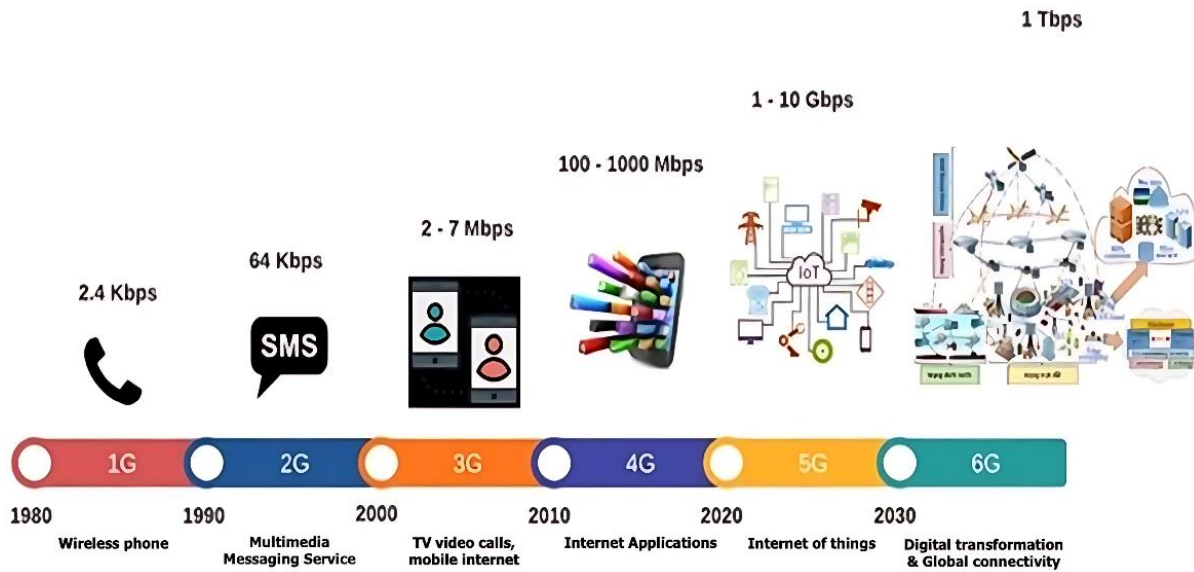 1 Tbps
1 - 10 Gbps
100 - 1000 Mbps
2 - 7 Mbps
64 Kbps
2.4 Kbps
SMS
IoT
1G
2G
3G
4G
5G
6G
1980
1990
2000
2010
2020
2030
Wireless phone
Multimedia
Messaging Service
TV video calls,
mobile internet
Internet Applications
Internet of things
Digital transformation
& Global connectivity